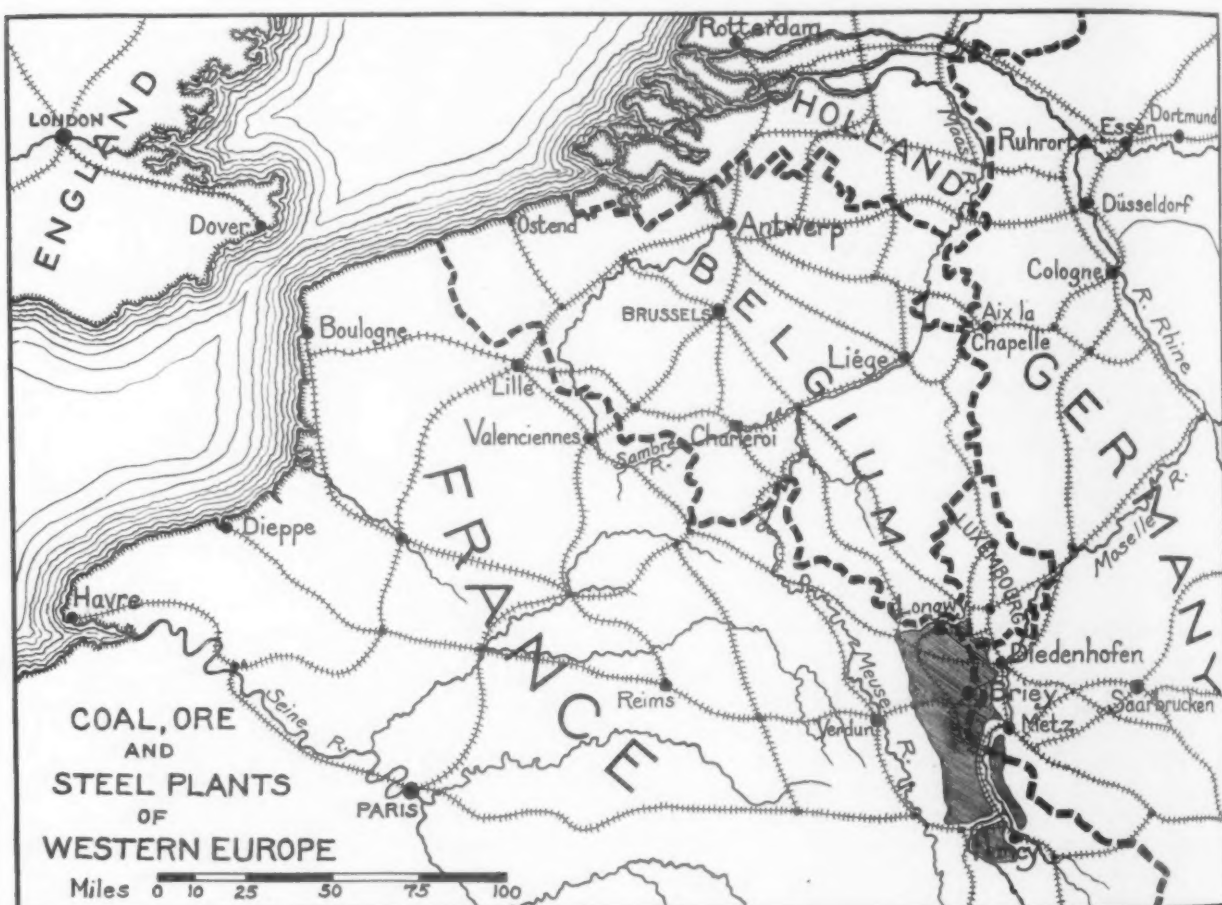 Rotterdam
HOLLAND
Maas R.
LONDON
ENGLAND
Dover
Ruhrort
Essen
Dortmund
Düsseldorf
Ostend
Antwerp
Cologne
R. Rhine
BELGIUM
BRUSSELS
Aix la
Chapelle
Boulogne
Lille
Liége
GERMANY
Valenciennes
Charleroi
Sambre
R.
FRANCE
Dieppe
LUXEMBOURG
Moselle R.
Havre
Longwy
Diedenhofen
Meuse R.
Briey
Saarbrucken
Reims
Verdun
Metz
Seine R.
PARIS
COAL, ORE
AND
STEEL PLANTS
OF
WESTERN EUROPE
Miles 0 10 25 50 75 100